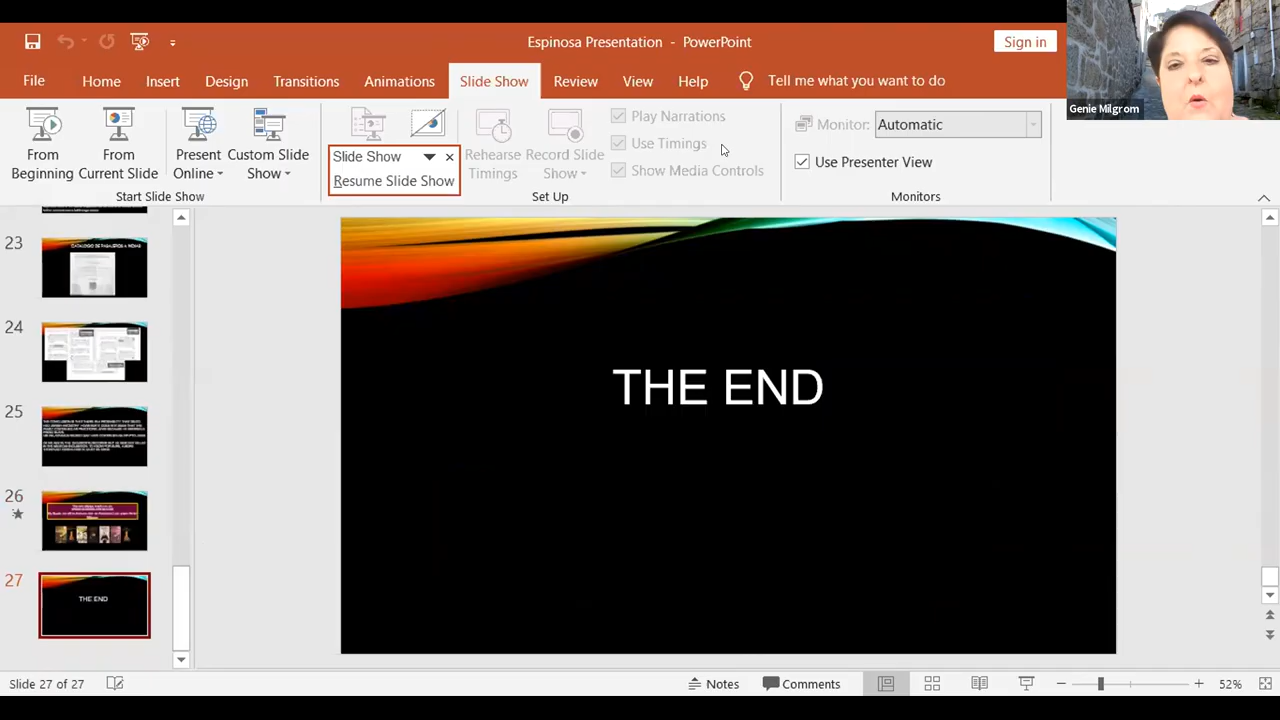 Espinosa Presentation - PowerPoint
Sign in
File Home Insert Design Transitions Animations Slide Show Review View Help Tell me what you want to do
Genie Milgrom
From Beginning
From Current Slide
Present Online
Custom Slide Show
Start Slide Show
Slide Show
Resume Slide Show
Rehearse Timings
Record Slide Show
Play Narrations
Use Timings
Show Media Controls
Set Up
Monitor: Automatic
Use Presenter View
Monitors
23
24
25
26
27
THE END
THE END
Slide 27 of 27
Notes
Comments
52%